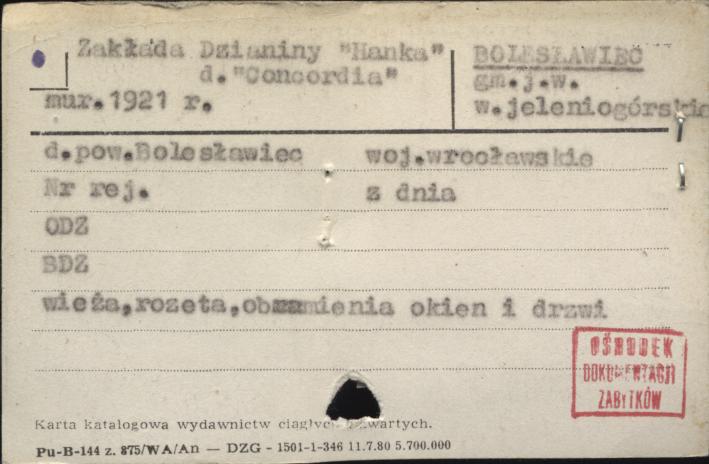 Zakłada Dzianiny "Hanka"
d."Concordia"
mur.1921 r.
BOLESŁAWIEC
gm.j.w.
w.jeleniogórskie
d.pow.Bolesławiec woj.wrocławskie
Nr rej. z dnia
ODZ
BDZ
wieża,rozeta,obramienia okien i drzwi
OŚRODEK
DOKUMENTACJI
ZABYTKÓW
Karta katalogowa wydawnictw ciągłych zwartych.
Pu-B-144 z. 875/WA/An — DZG - 1501-1-346 11.7.80 5.700.000